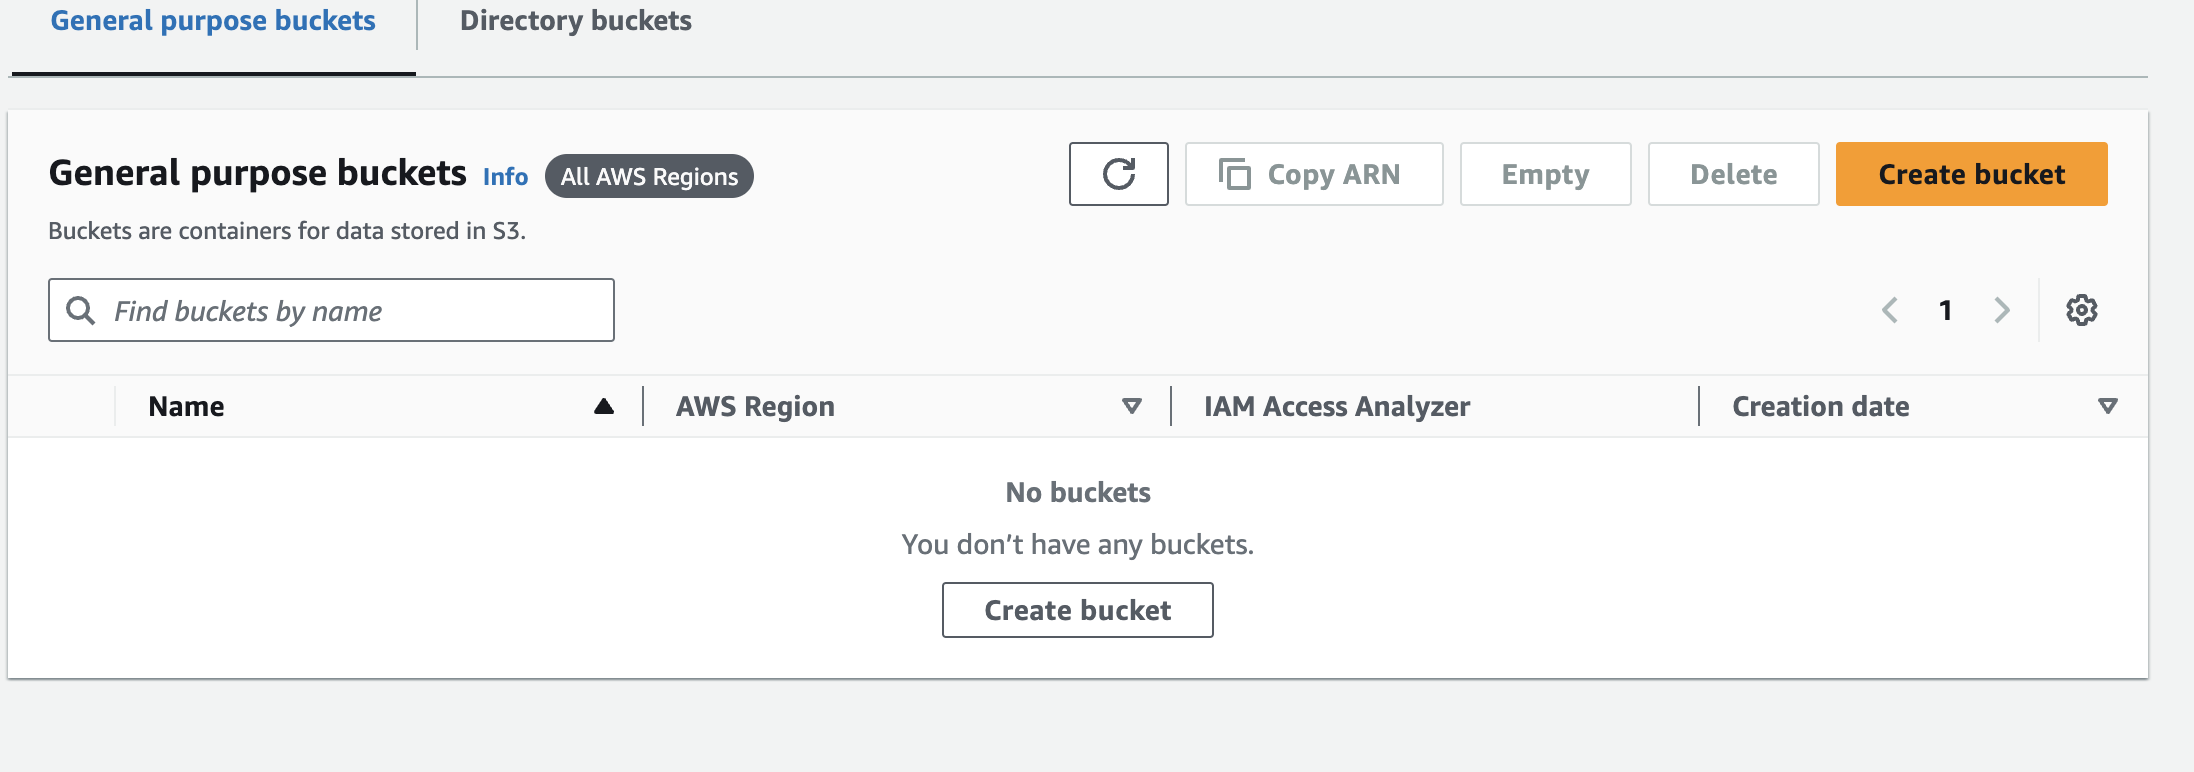 General purpose buckets
Directory buckets
General purpose buckets Info All AWS Regions
Copy ARN
Empty
Delete
Create bucket
Buckets are containers for data stored in S3.
Find buckets by name
1
Name
AWS Region
IAM Access Analyzer
Creation date
No buckets
You don’t have any buckets.
Create bucket